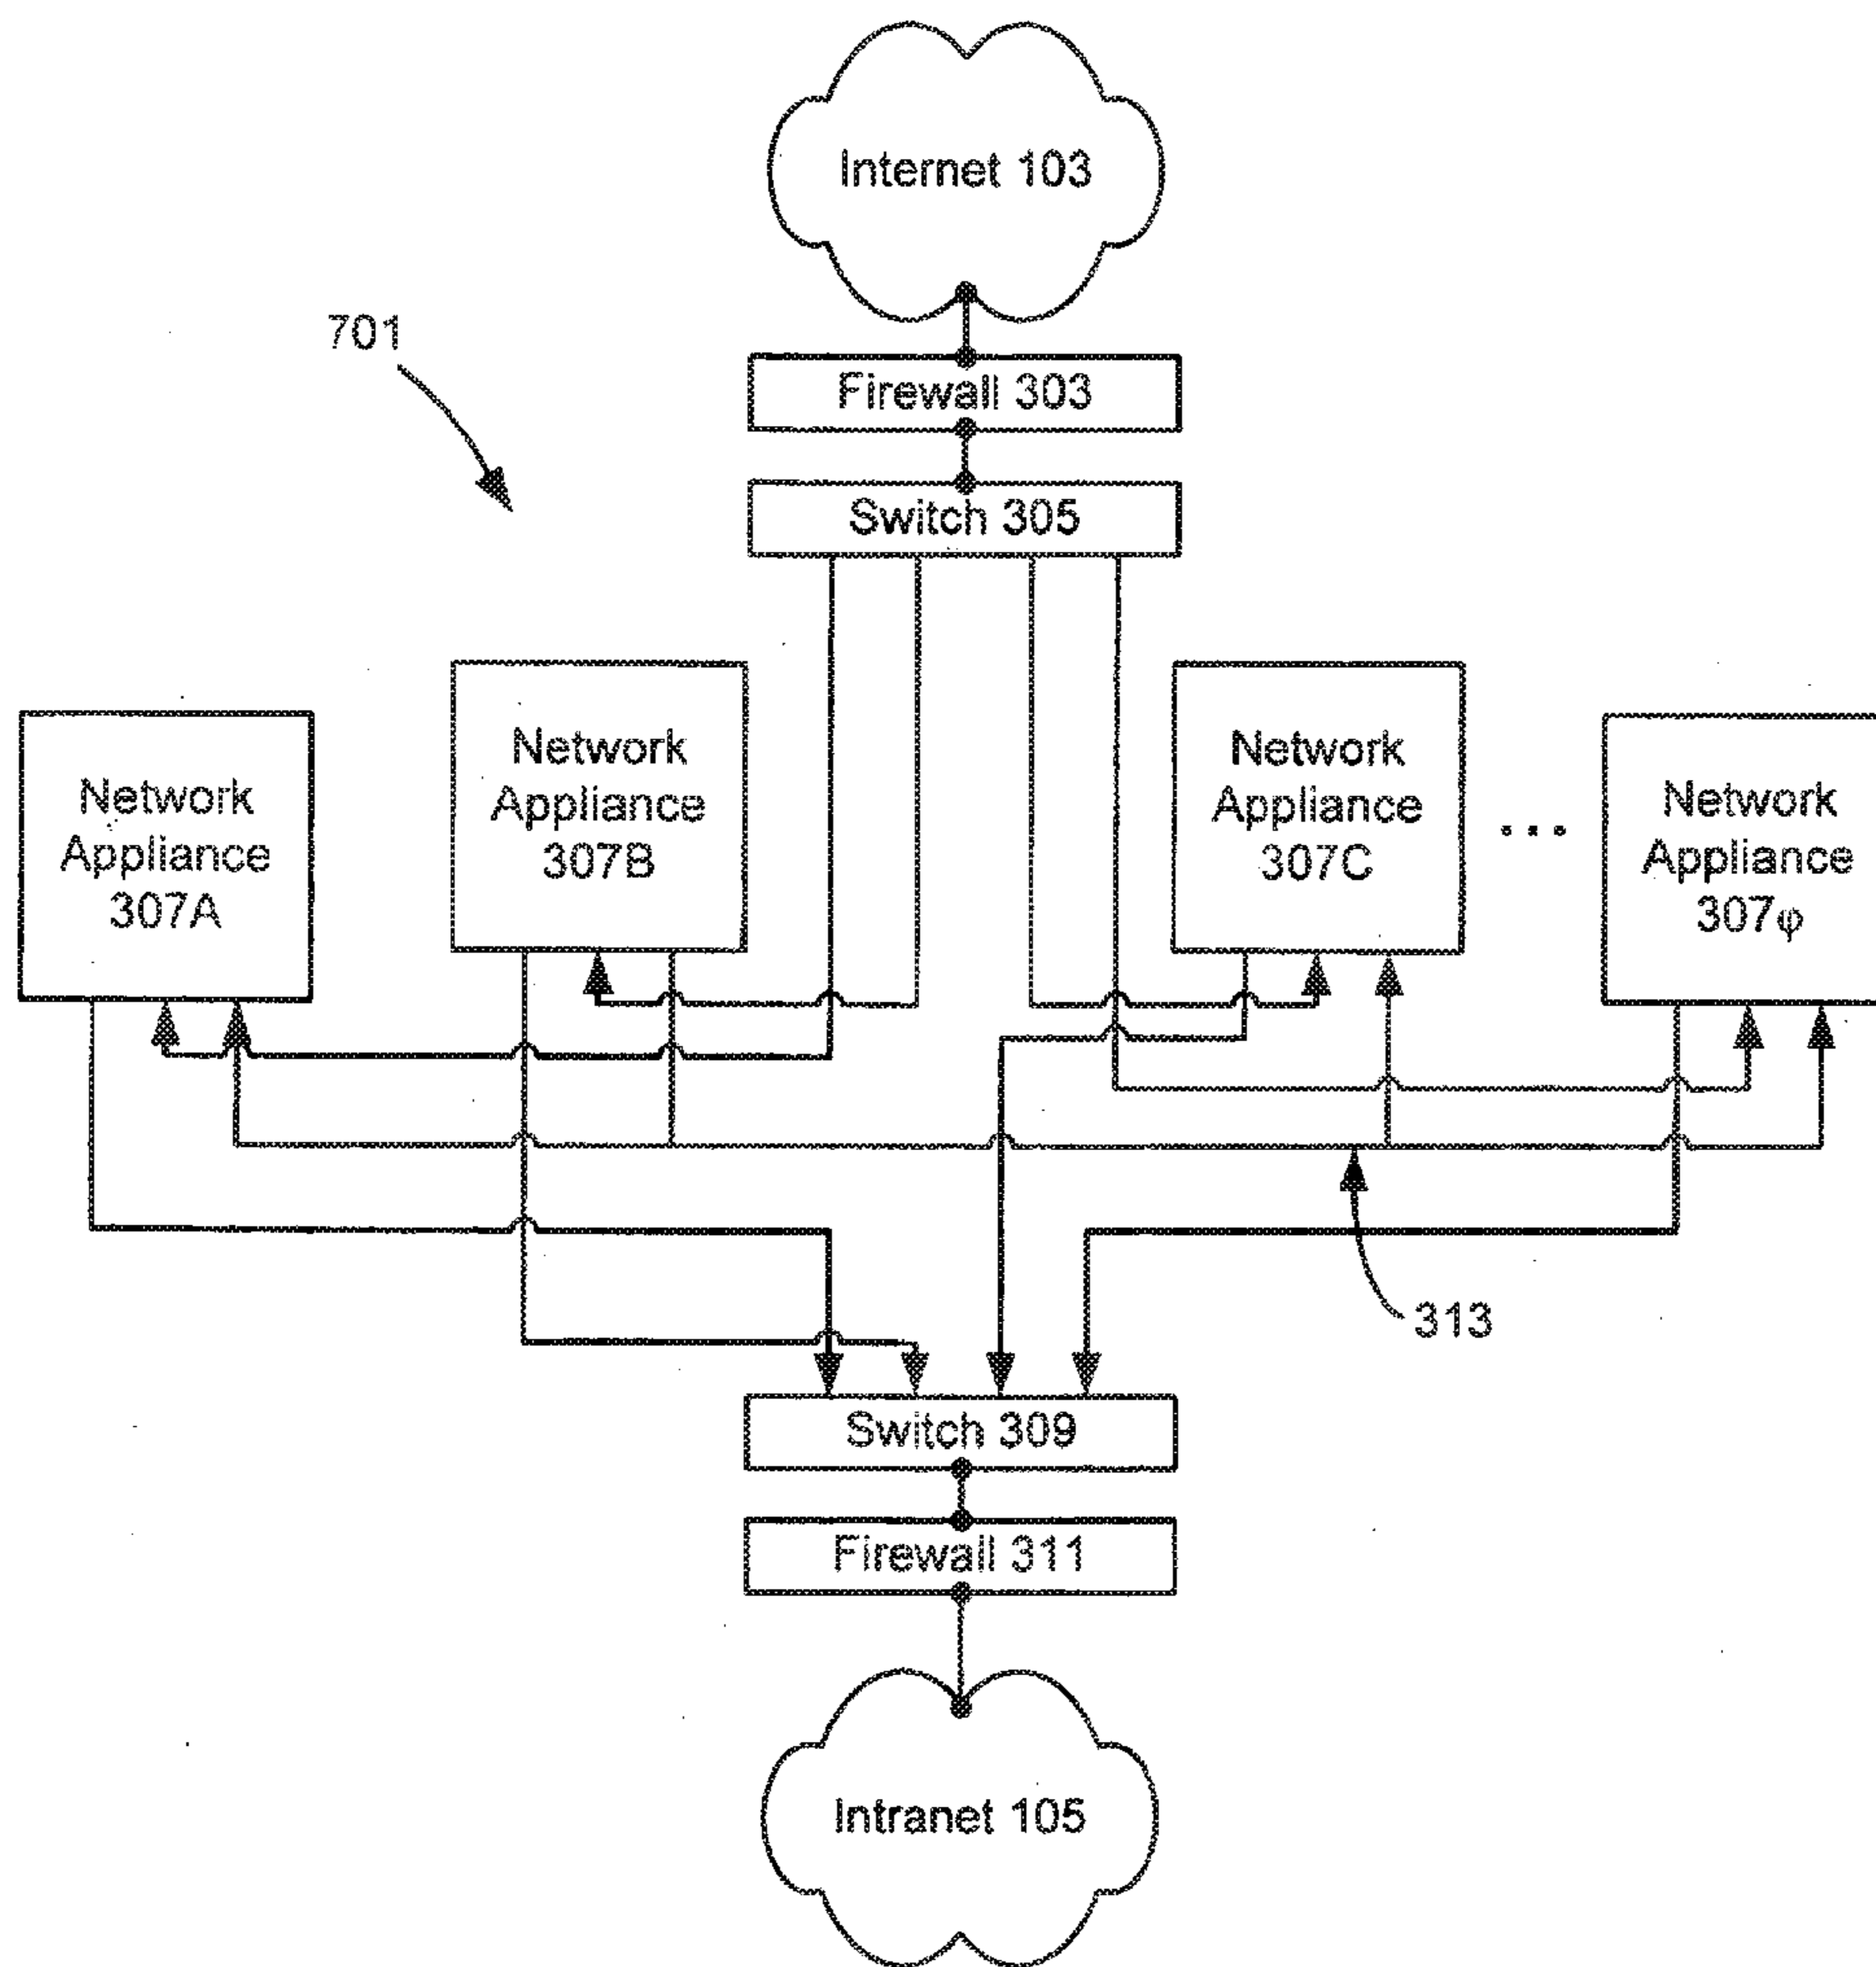 Internet 103
701
Firewall 303
Switch 305
Network
Appliance
307A
Network
Appliance
307B
Network
Appliance
307C
...
Network
Appliance
307φ
313
Switch 309
Firewall 311
Intranet 105